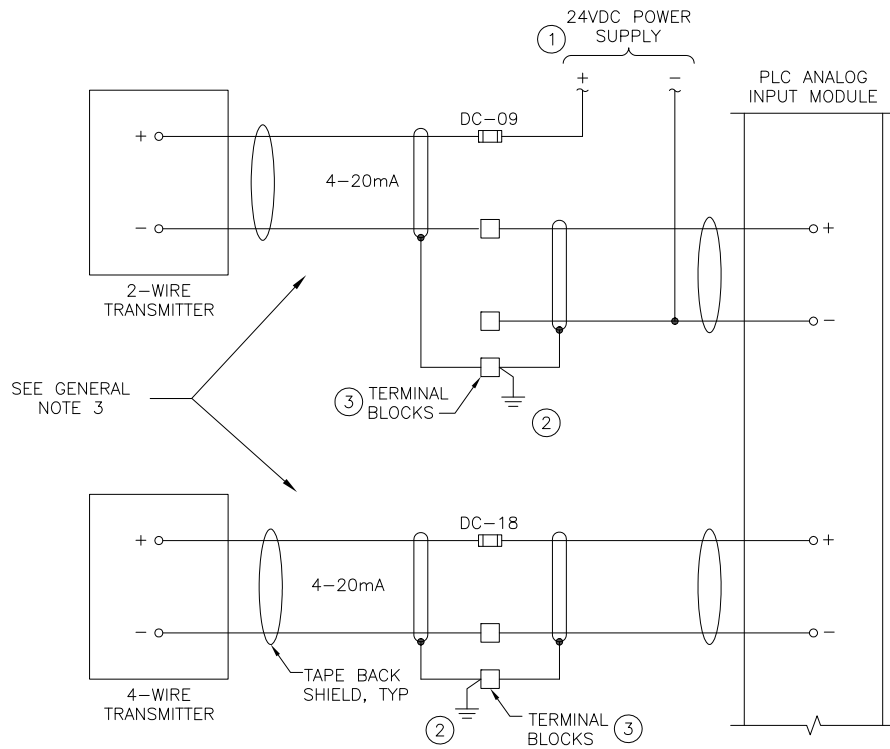 24VDC POWER
SUPPLY
1
+
−
PLC ANALOG
INPUT MODULE
DC-09
+
4-20mA
−
+
2-WIRE
TRANSMITTER
−
SEE GENERAL
NOTE 3
3
TERMINAL
BLOCKS
2
DC-18
+
+
4-20mA
−
−
TAPE BACK
SHIELD, TYP
4-WIRE
TRANSMITTER
2
TERMINAL
BLOCKS
3